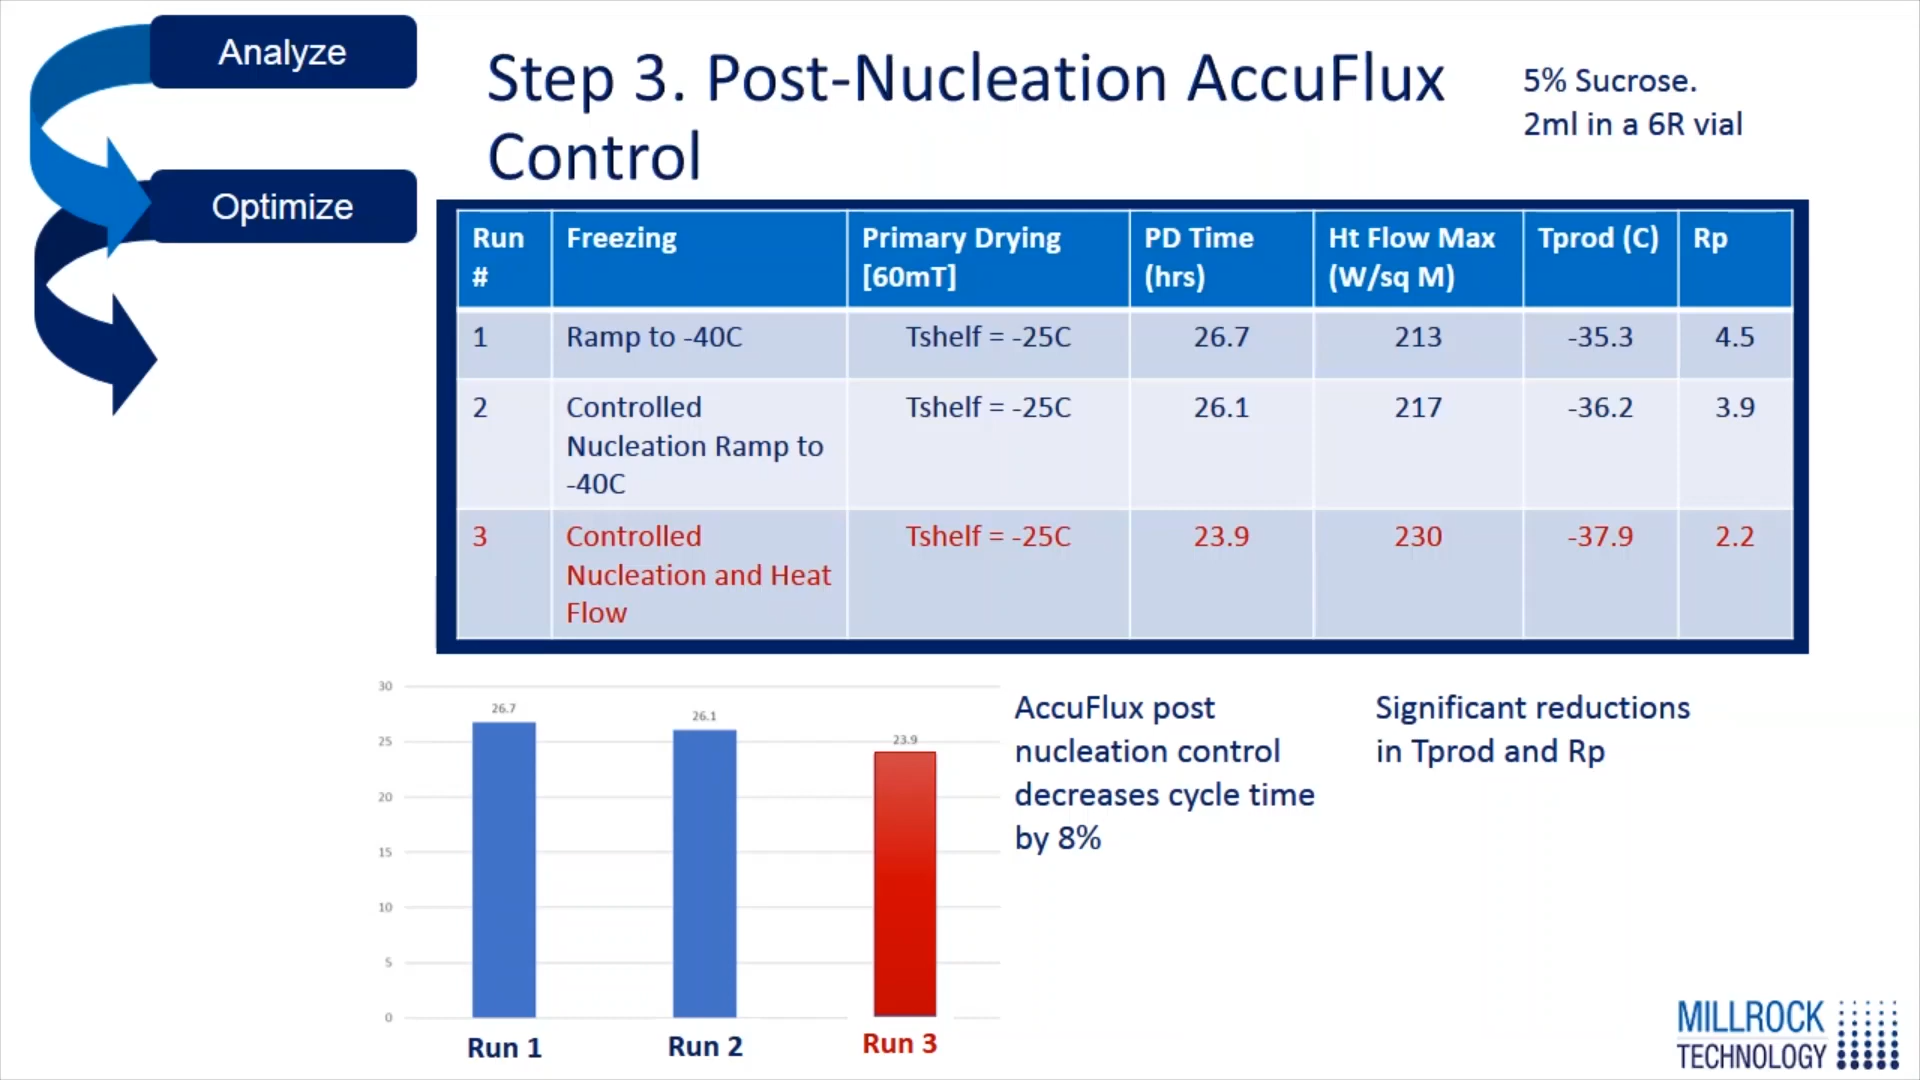 Analyze
Optimize
Step 3. Post-Nucleation AccuFlux
Control
5% Sucrose.
2ml in a 6R vial
Run # Freezing Primary Drying [60mT] PD Time (hrs) Ht Flow Max (W/sq M) Tprod (C) Rp
1 Ramp to -40C Tshelf = -25C 26.7 213 -35.3 4.5
2 Controlled Nucleation Ramp to -40C Tshelf = -25C 26.1 217 -36.2 3.9
3 Controlled Nucleation and Heat Flow Tshelf = -25C 23.9 230 -37.9 2.2
30
25
20
15
10
5
0
26.7
26.1
23.9
Run 1
Run 2
Run 3
AccuFlux post
nucleation control
decreases cycle time
by 8%
Significant reductions
in Tprod and Rp
MILLROCK
TECHNOLOGY